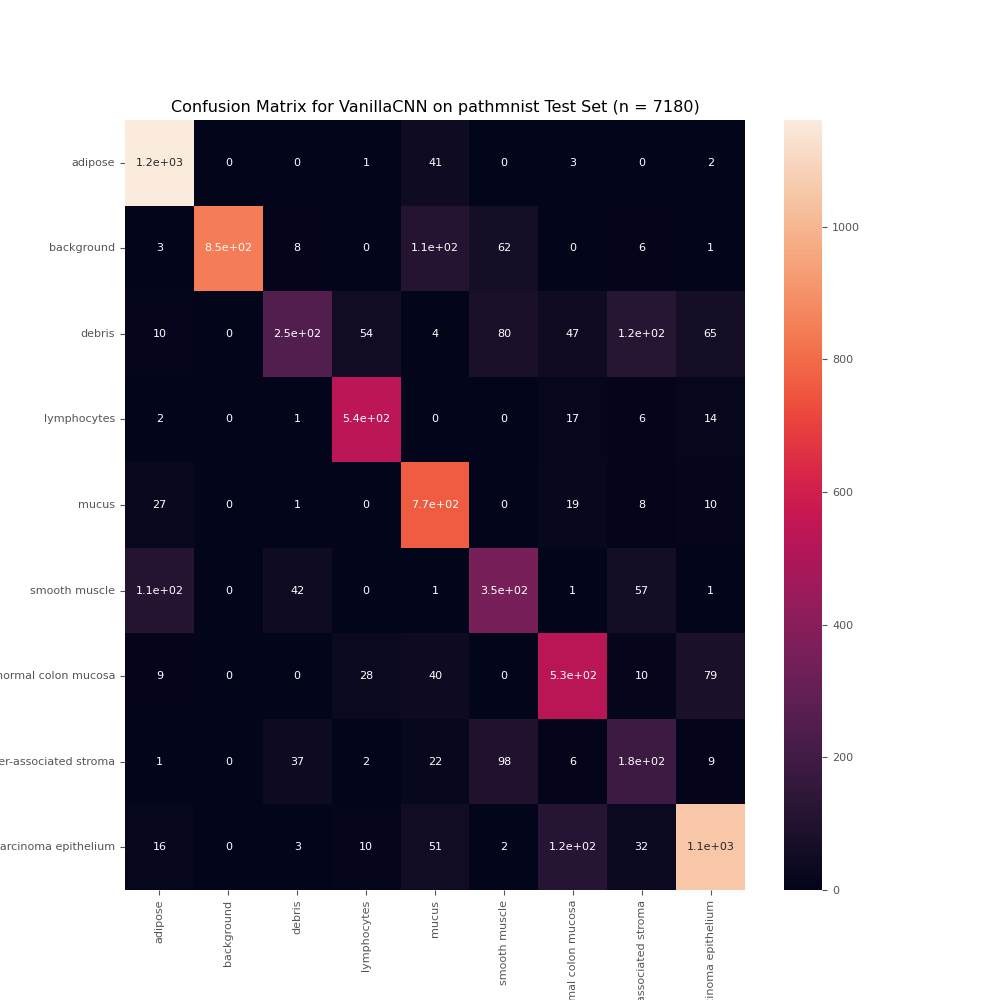 Confusion Matrix for VanillaCNN on pathmnist Test Set (n = 7180)
adipose 1.2e+03 0 0 1 41 0 3 0 2
background 3 8.5e+02 8 0 1.1e+02 62 0 6 1
debris 10 0 2.5e+02 54 4 80 47 1.2e+02 65
lymphocytes 2 0 1 5.4e+02 0 0 17 6 14
mucus 27 0 1 0 7.7e+02 0 19 8 10
smooth muscle 1.1e+02 0 42 0 1 3.5e+02 1 57 1
normal colon mucosa 9 0 0 28 40 0 5.3e+02 10 79
er-associated stroma 1 0 37 2 22 98 6 1.8e+02 9
arcinoma epithelium 16 0 3 10 51 2 1.2e+02 32 1.1e+03
adipose
background
debris
lymphocytes
mucus
smooth muscle
mal colon mucosa
associated stroma
inoma epithelium
1000
800
600
400
200
0